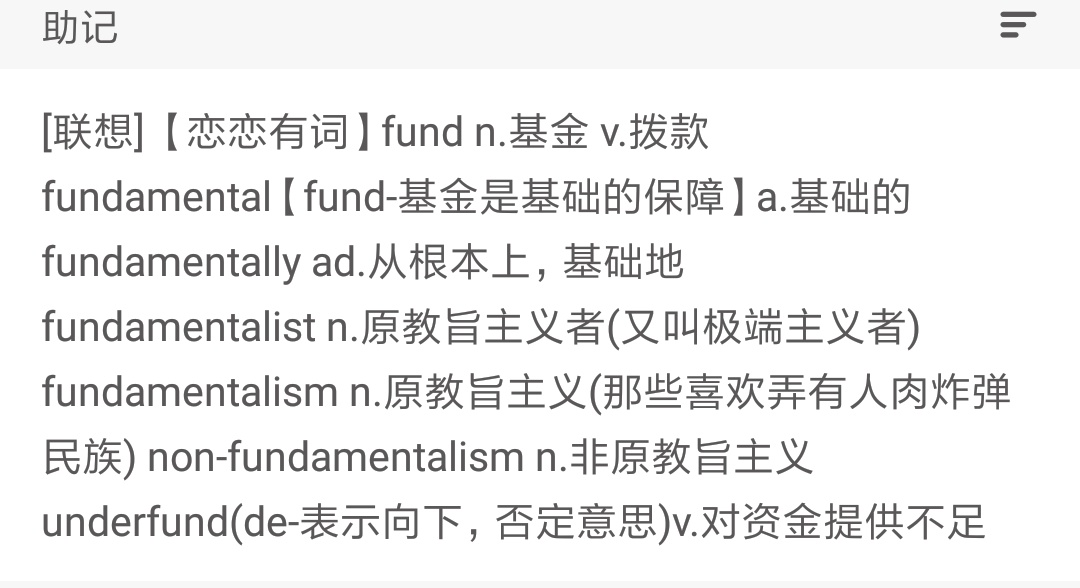 助记
[联想]【恋恋有词】fund n.基金 v.拨款
fundamental【fund-基金是基础的保障】a.基础的
fundamentally ad.从根本上，基础地
fundamentalist n.原教旨主义者(又叫极端主义者)
fundamentalism n.原教旨主义(那些喜欢弄有人肉炸弹
民族) non-fundamentalism n.非原教旨主义
underfund(de-表示向下，否定意思)v.对资金提供不足